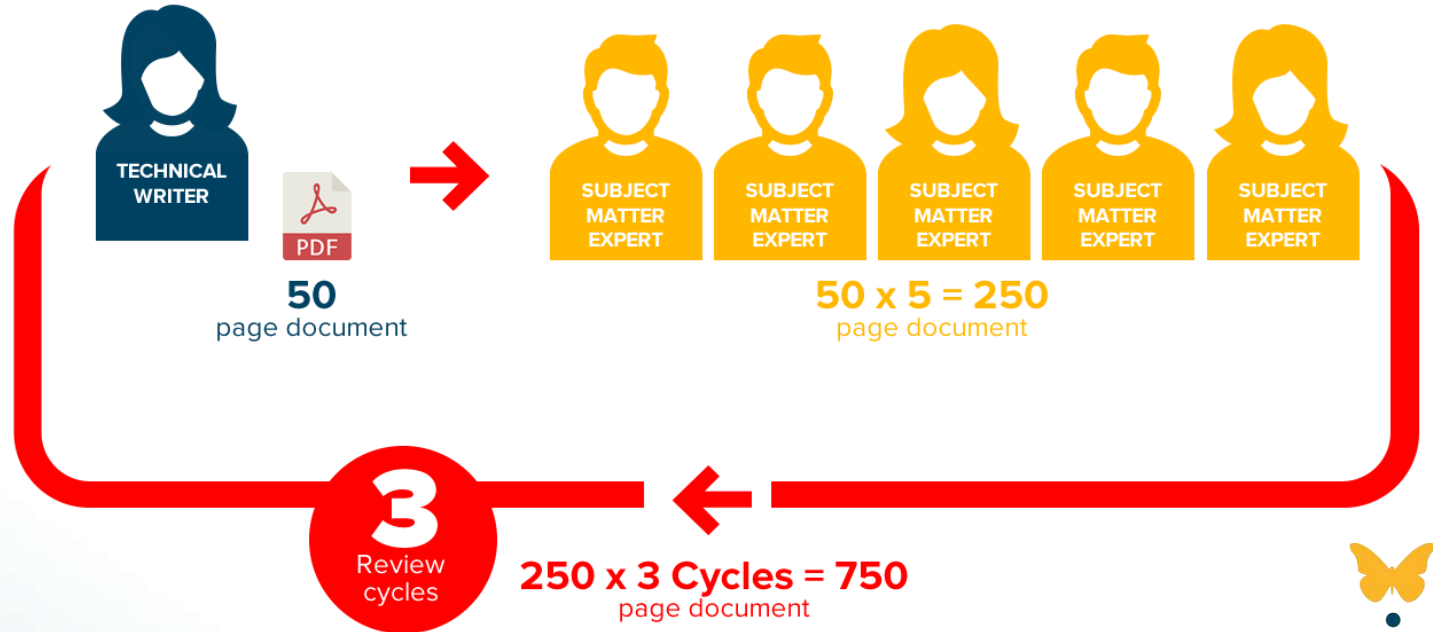 TECHNICAL
WRITER
PDF
50
page document
SUBJECT
MATTER
EXPERT
SUBJECT
MATTER
EXPERT
SUBJECT
MATTER
EXPERT
SUBJECT
MATTER
EXPERT
SUBJECT
MATTER
EXPERT
50 x 5 = 250
page document
3
Review
cycles
250 x 3 Cycles = 750
page document